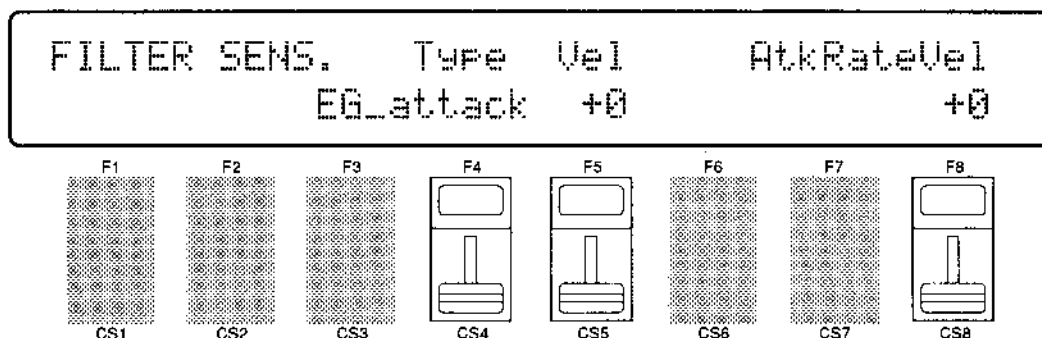 FILTER SENS. Type Vel AtkRateVel
EG_attack +0 +0
F1 F2 F3 F4 F5 F6 F7 F8
CS1 CS2 CS3 CS4 CS5 CS6 CS7 CS8